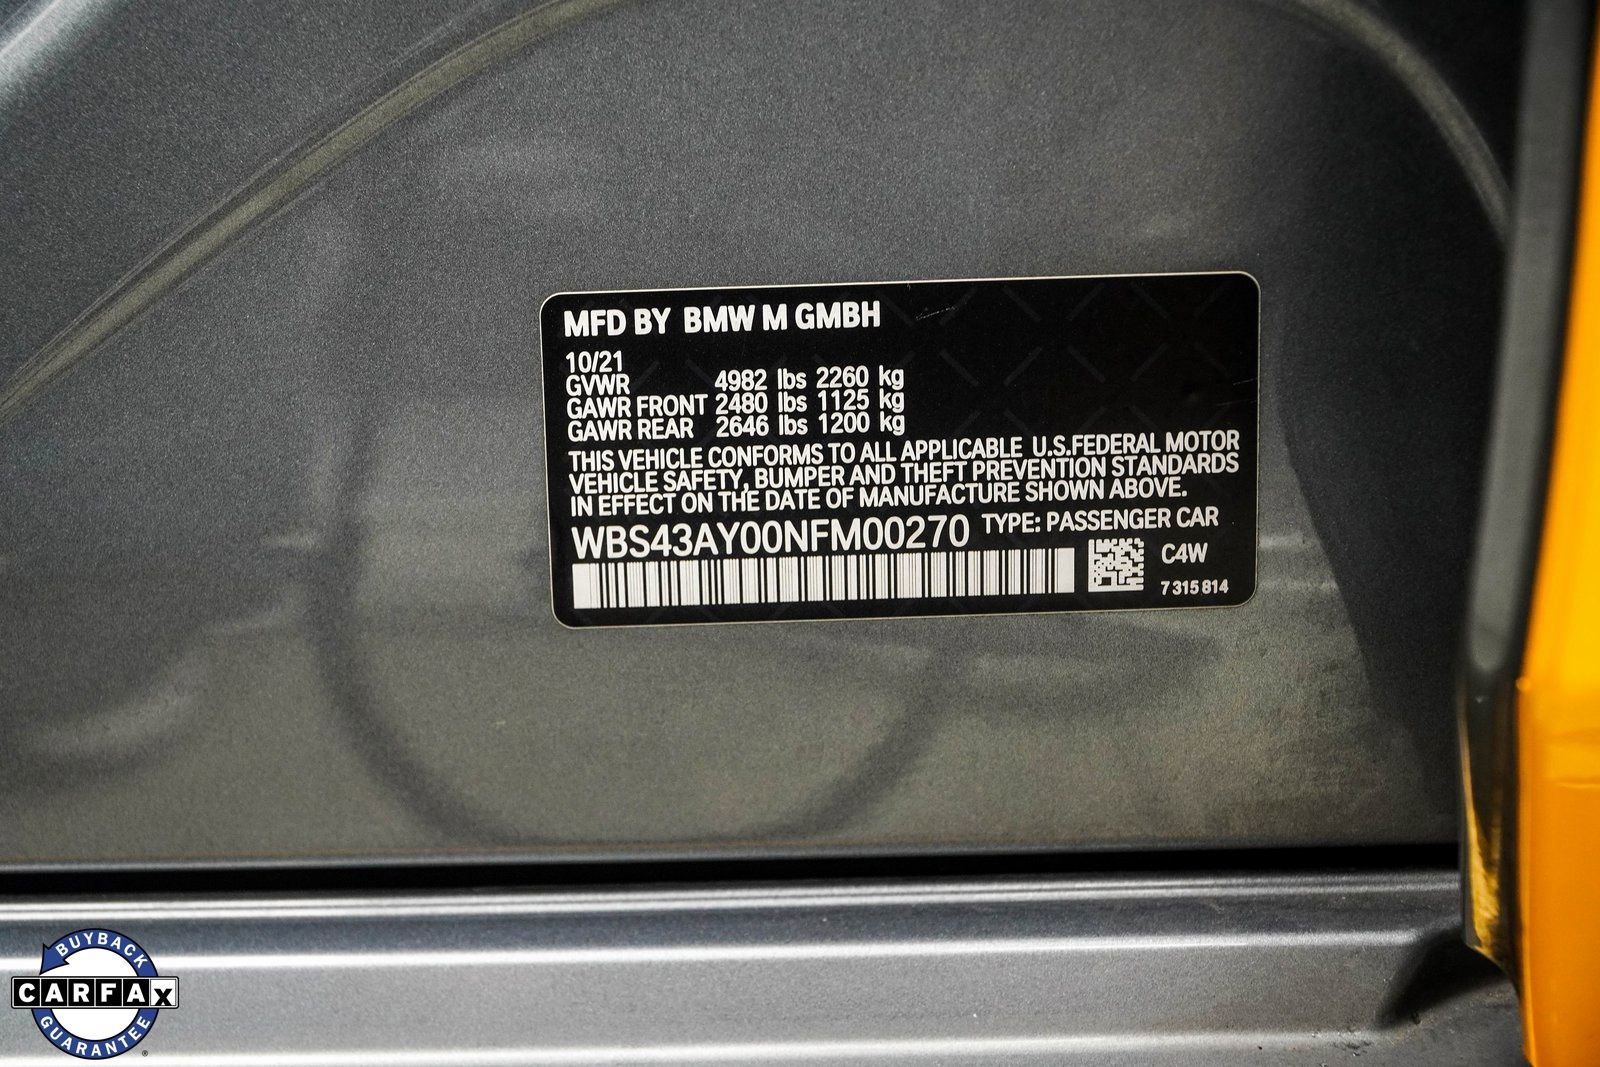 MFD BY BMW M GMBH
10/21
GVWR 4982 lbs 2260 kg
GAWR FRONT 2480 lbs 1125 kg
GAWR REAR 2646 lbs 1200 kg
THIS VEHICLE CONFORMS TO ALL APPLICABLE U.S.FEDERAL MOTOR
VEHICLE SAFETY, BUMPER AND THEFT PREVENTION STANDARDS
IN EFFECT ON THE DATE OF MANUFACTURE SHOWN ABOVE.
WBS43AY00NFM00270 TYPE: PASSENGER CAR
C4W
7 315 814
BUYBACK
CARFAX
GUARANTEE